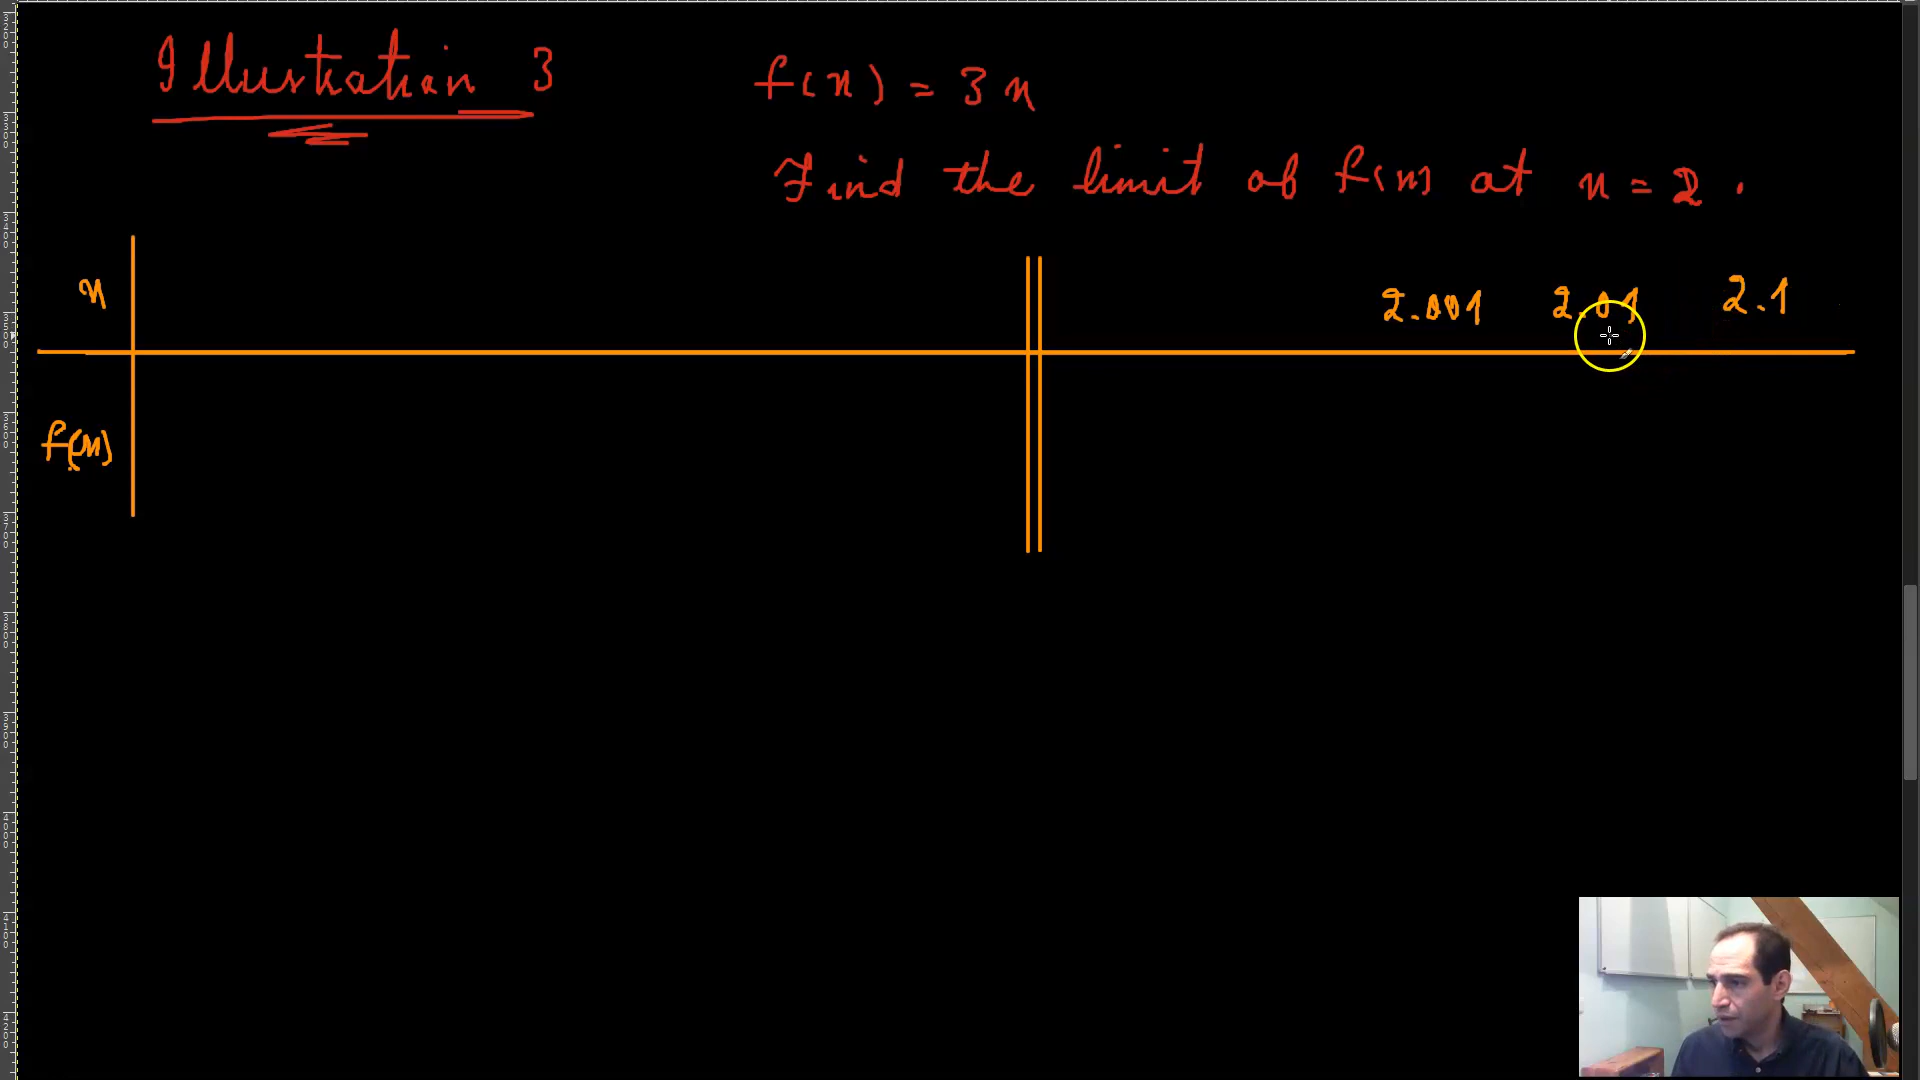 Illustration 3
f(x) = 3x
Find the limit of f(x) at x = 2.
x 2.001 2.01 2.1
f(x)